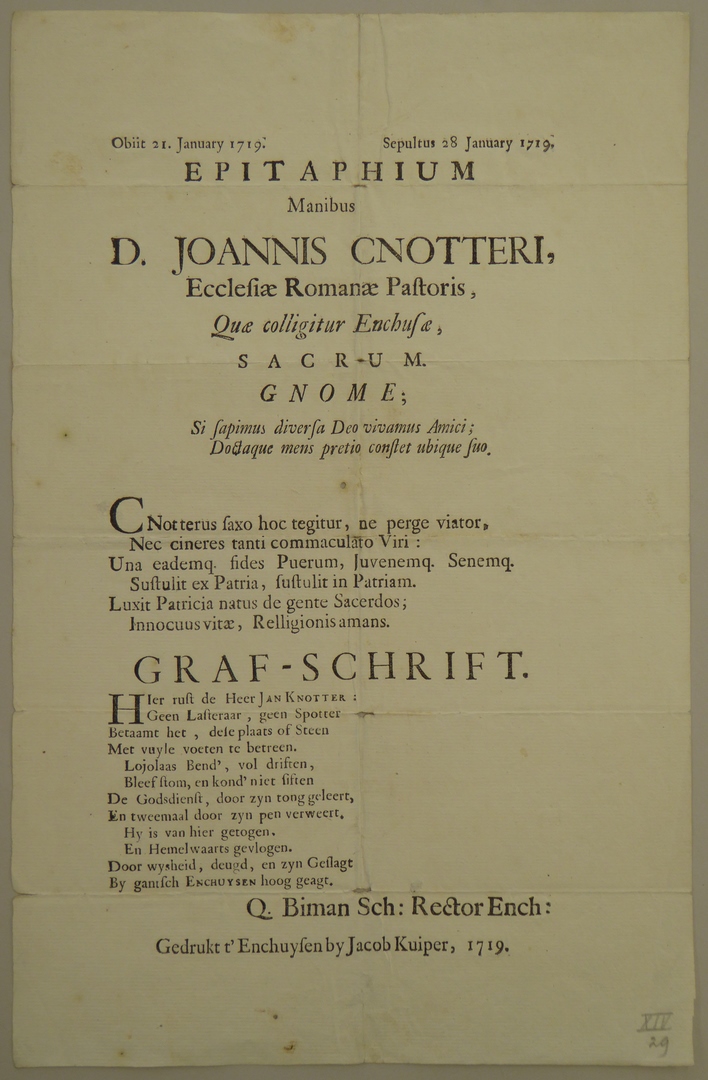 Obiit 21. January 1719. Sepultus 28 January 1719.
EPITAPHIUM
Manibus
D. JOANNIS CNOTTERI,
Eccleſiæ Romanæ Paſtoris,
Quæ colligitur Enchuſæ,
SACRUM.
GNOME;
Si ſapimus diverſa Deo vivamus Amici;
Doctaque mens pretio conſtet ubique ſuo.
CNotterus ſaxo hoc tegitur, ne perge viator,
Nec cineres tanti commaculato Viri :
Una eademq. fides Puerum, Juvenemq. Senemq.
Suſtulit ex Patria, ſuſtulit in Patriam.
Luxit Patricia natus de gente Sacerdos;
Innocuus vitæ, Relligionis amans.
GRAF-SCHRIFT.
HIer ruſt de Heer JAN KNOTTER :
Geen Laſteraar, geen Spotter
Betaamt het, deſe plaats of Steen
Met vuyle voeten te betreen.
Lojolaas Bend', vol driften,
Bleef ſtom, en kond' niet ſiften
De Godsdienſt, door zyn tong geleert,
En tweemaal door zyn pen verweert.
Hy is van hier getogen.
En Hemelwaarts gevlogen.
Door wysheid, deugd, en zyn Geſlagt
By gantſch ENCHUYSEN hoog geagt.
Q. Biman Sch: Rector Ench:
Gedrukt t' Enchuyſen by Jacob Kuiper, 1719.
XIV
29